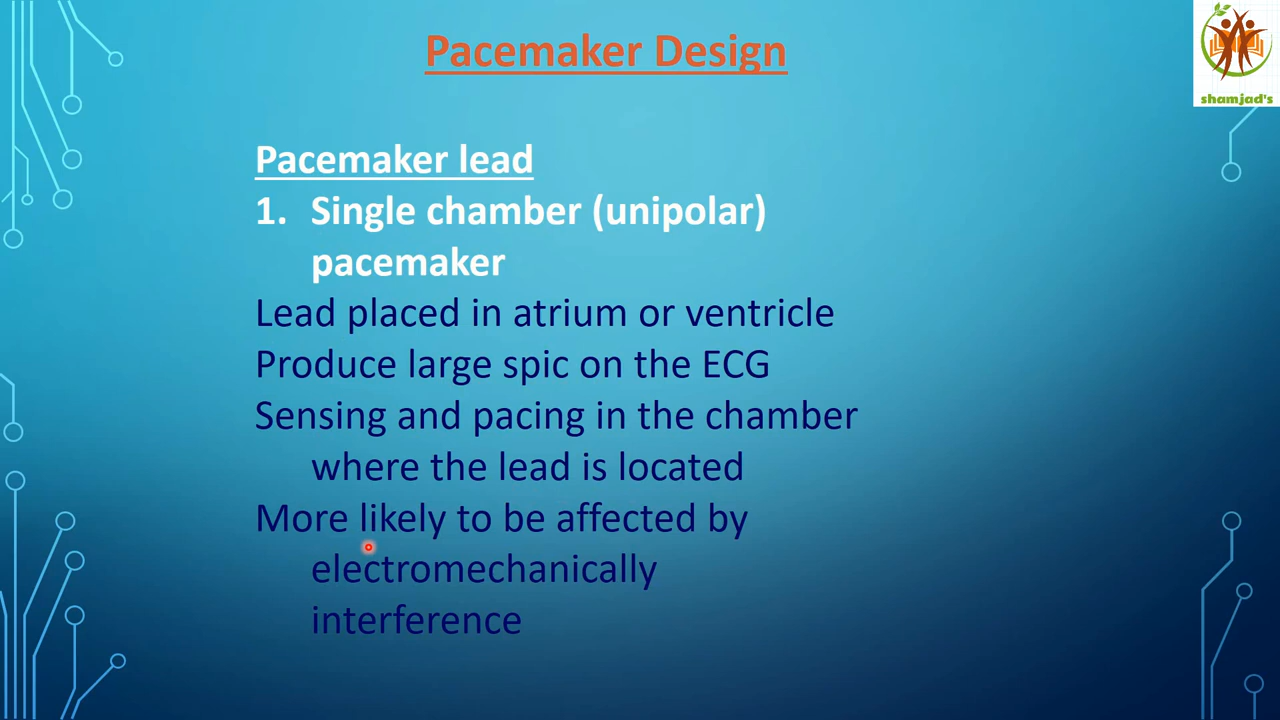 Pacemaker Design
shamjad's
Pacemaker lead
1. Single chamber (unipolar)
pacemaker
Lead placed in atrium or ventricle
Produce large spic on the ECG
Sensing and pacing in the chamber
where the lead is located
More likely to be affected by
electromechanically
interference